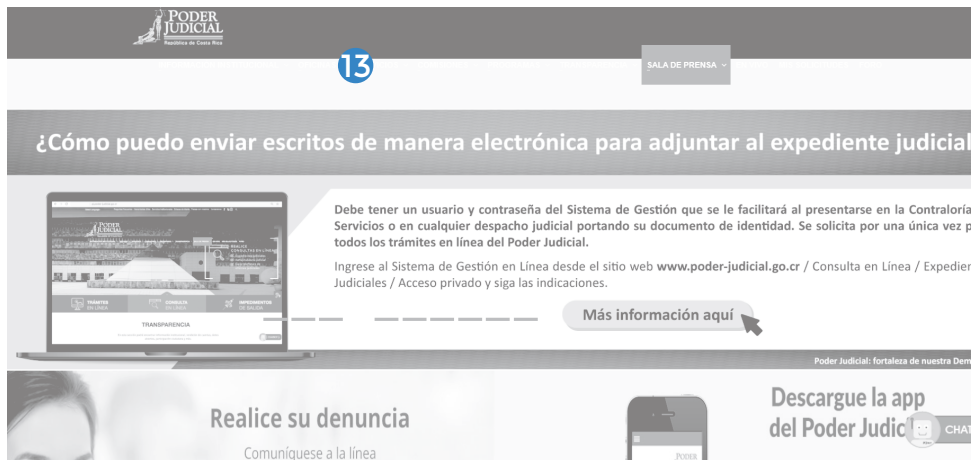 PODER
JUDICIAL
República de Costa Rica
13
SALA DE PRENSA
¿Cómo puedo enviar escritos de manera electrónica para adjuntar al expediente judicial
Debe tener un usuario y contraseña del Sistema de Gestión que se le facilitará al presentarse en la Contraloría
Servicios o en cualquier despacho judicial portando su documento de identidad. Se solicita por una única vez p
todos los trámites en línea del Poder Judicial.
Ingrese al Sistema de Gestión en Línea desde el sitio web www.poder-judicial.go.cr / Consulta en Línea / Expedien
Judiciales / Acceso privado y siga las indicaciones.
PODER
JUDICIAL
TRÁMITES
EN LÍNEA
CONSULTA
EN LÍNEA
IMPEDIMENTOS
DE SALIDA
TRANSPARENCIA
Más información aquí
Poder Judicial: fortaleza de nuestra Dem
Realice su denuncia
Comuníquese a la línea
Descargue la app
del Poder Judic
CHAT
PODER